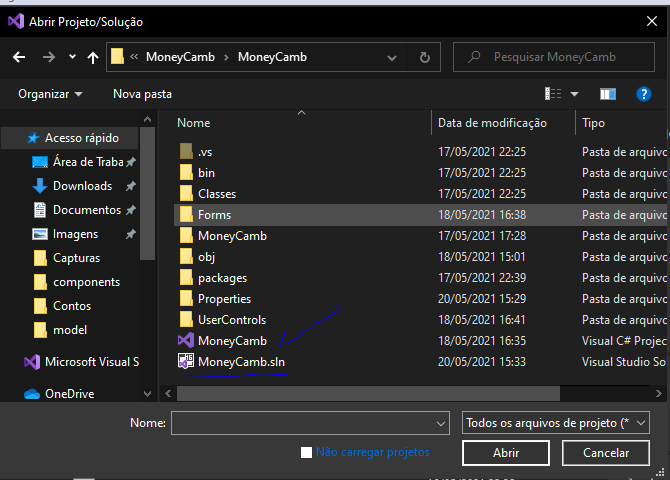 Abrir Projeto/Solução
« MoneyCamb > MoneyCamb
Pesquisar MoneyCamb
Organizar
Nova pasta
Nome
Data de modificação
Tipo
Acesso rápido
Área de Traba
Downloads
Documentos
Imagens
Capturas
components
Contos
model
Microsoft Visual S
OneDrive
.vs 17/05/2021 22:25 Pasta de arquivo
bin 17/05/2021 22:25 Pasta de arquivo
Classes 17/05/2021 22:25 Pasta de arquivo
Forms 18/05/2021 16:38 Pasta de arquivo
MoneyCamb 17/05/2021 17:28 Pasta de arquivo
obj 18/05/2021 15:01 Pasta de arquivo
packages 17/05/2021 22:39 Pasta de arquivo
Properties 20/05/2021 15:29 Pasta de arquivo
UserControls 18/05/2021 16:41 Pasta de arquivo
MoneyCamb 18/05/2021 16:35 Visual C# Projec
MoneyCamb.sln 20/05/2021 15:33 Visual Studio So
Nome:
Todos os arquivos de projeto (*
Não carregar projetos
Abrir
Cancelar